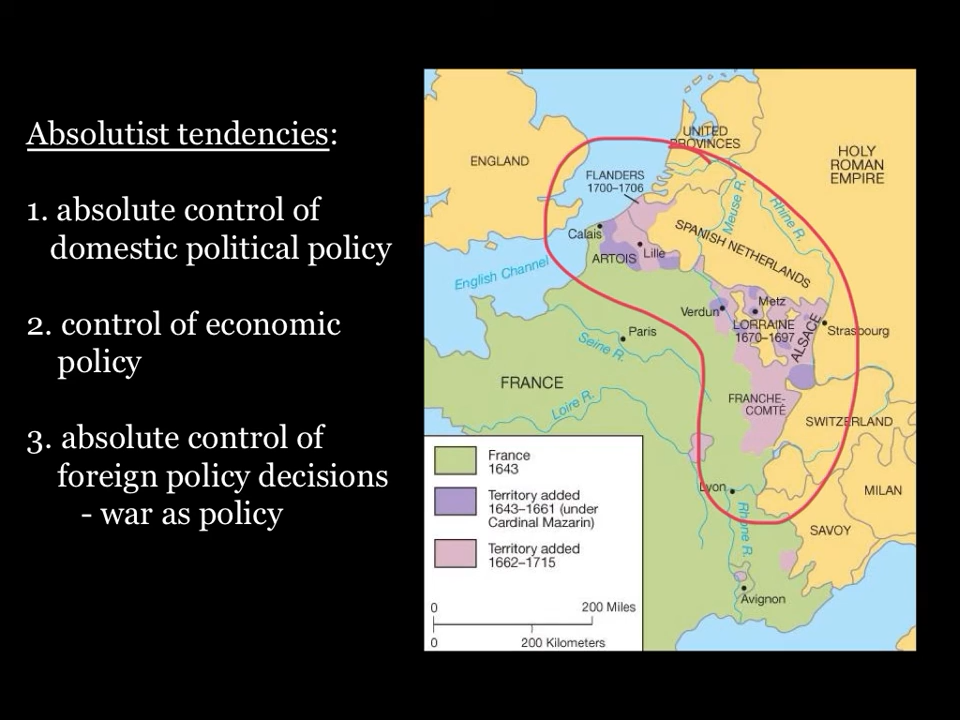 Absolutist tendencies:
1. absolute control of
domestic political policy
2. control of economic
policy
3. absolute control of
foreign policy decisions
- war as policy
ENGLAND
UNITED
PROVINCES
HOLY
ROMAN
EMPIRE
FLANDERS
1700–1706
Meuse R.
Rhine R.
Calais
ARTOIS
Lille
SPANISH NETHERLANDS
English Channel
Verdun
Metz
LORRAINE
1670–1697
ALSACE
Strasbourg
Paris
Seine R.
FRANCE
Loire R.
FRANCHE-
COMTÉ
SWITZERLAND
Lyon
MILAN
SAVOY
Rhone R.
Avignon
France
1643
Territory added
1643–1661 (under
Cardinal Mazarin)
Territory added
1662–1715
0 200 Miles
0 200 Kilometers